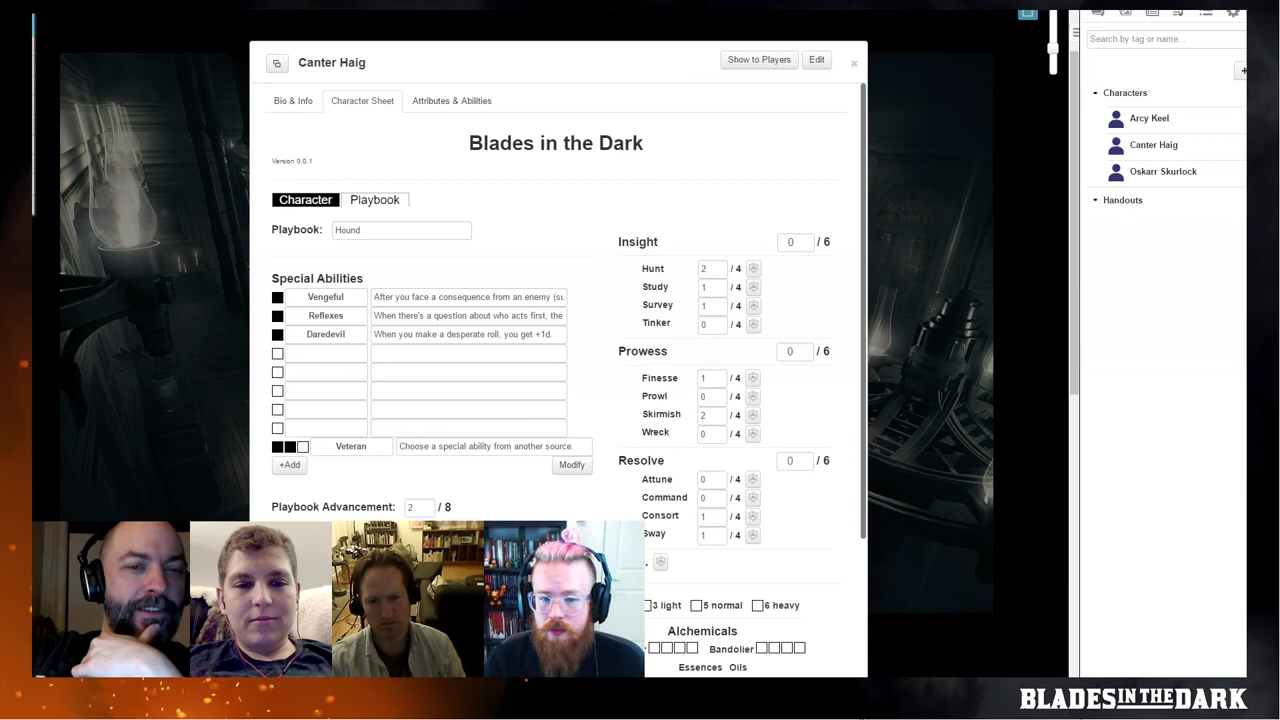 Canter Haig
Show to Players
Edit
Search by tag or name...
Bio & Info
Character Sheet
Attributes & Abilities
Characters
Arcy Keel
Canter Haig
Oskarr Skurlock
Handouts
Blades in the Dark
Version 0.0.1
Character
Playbook
Playbook: Hound
Special Abilities
Vengeful After you face a consequence from an enemy (su
Reflexes When there's a question about who acts first, the
Daredevil When you make a desperate roll, you get +1d.
Veteran Choose a special ability from another source.
+Add
Modify
Playbook Advancement: 2 / 8
Insight 0 / 6
Hunt 2 / 4
Study 1 / 4
Survey 1 / 4
Tinker 0 / 4
Prowess 0 / 6
Finesse 1 / 4
Prowl 0 / 4
Skirmish 2 / 4
Wreck 0 / 4
Resolve 0 / 6
Attune 0 / 4
Command 0 / 4
Consort 1 / 4
Sway 1 / 4
3 light 5 normal 6 heavy
Alchemicals
Bandolier
Essences Oils
BLADES IN THE DARK